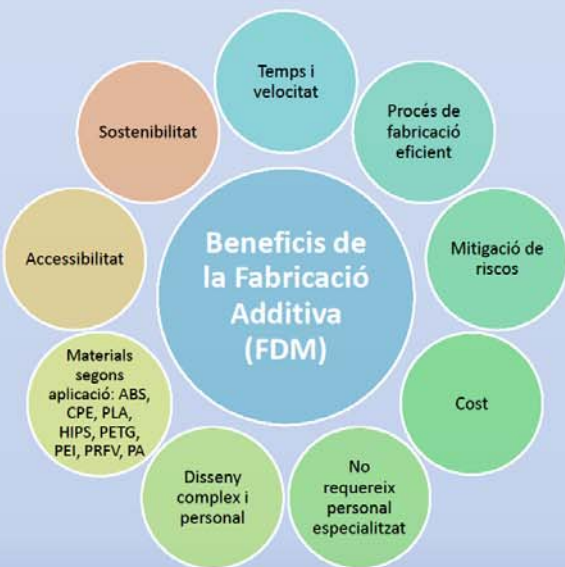 Temps i
velocitat
Procés de
fabricació
eficient
Mitigació de
riscos
Cost
No
requereix
personal
especialitzat
Disseny
complex i
personal
Materials
segons
aplicació: ABS,
CPE, PLA,
HIPS, PETG,
PEI, PRFV, PA
Accessibilitat
Sostenibilitat
Beneficis de
la Fabricació
Additiva
(FDM)